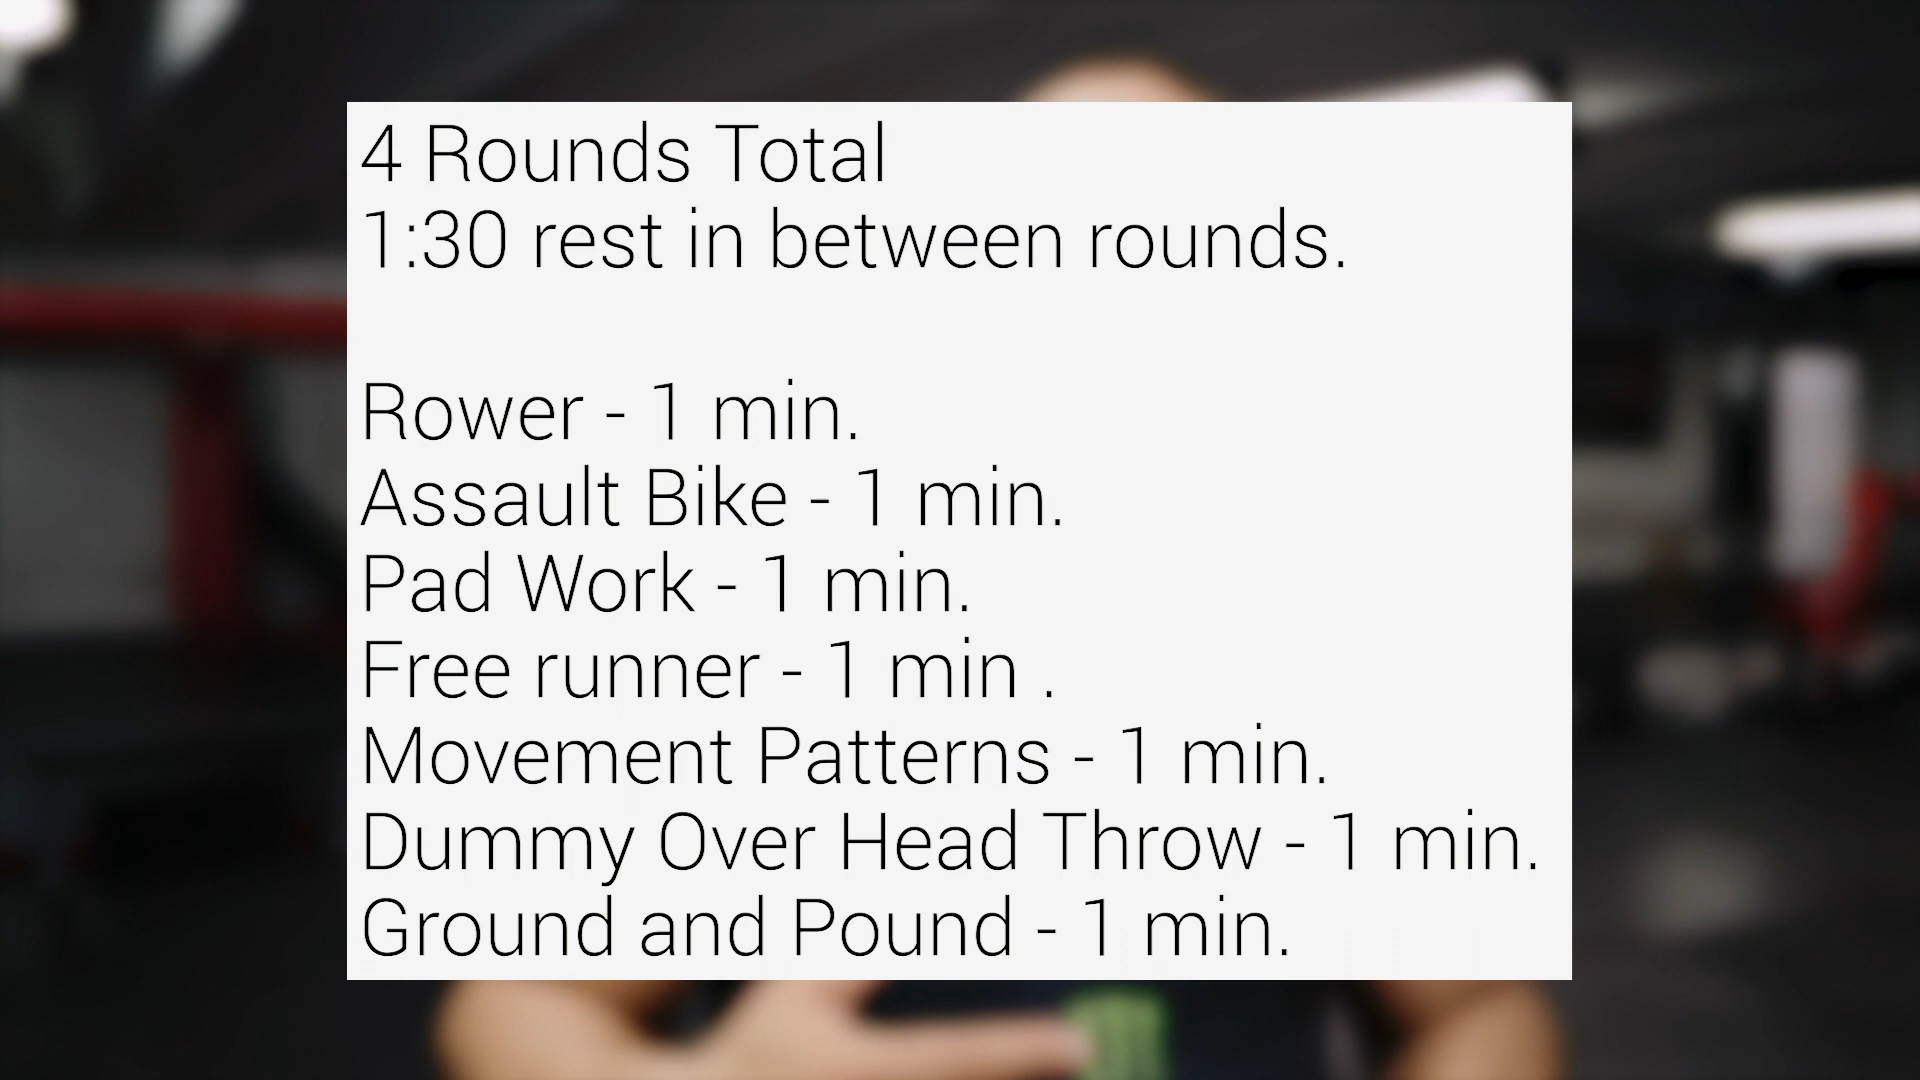 4 Rounds Total
1:30 rest in between rounds.
Rower - 1 min.
Assault Bike - 1 min.
Pad Work - 1 min.
Free runner - 1 min .
Movement Patterns - 1 min.
Dummy Over Head Throw - 1 min.
Ground and Pound - 1 min.